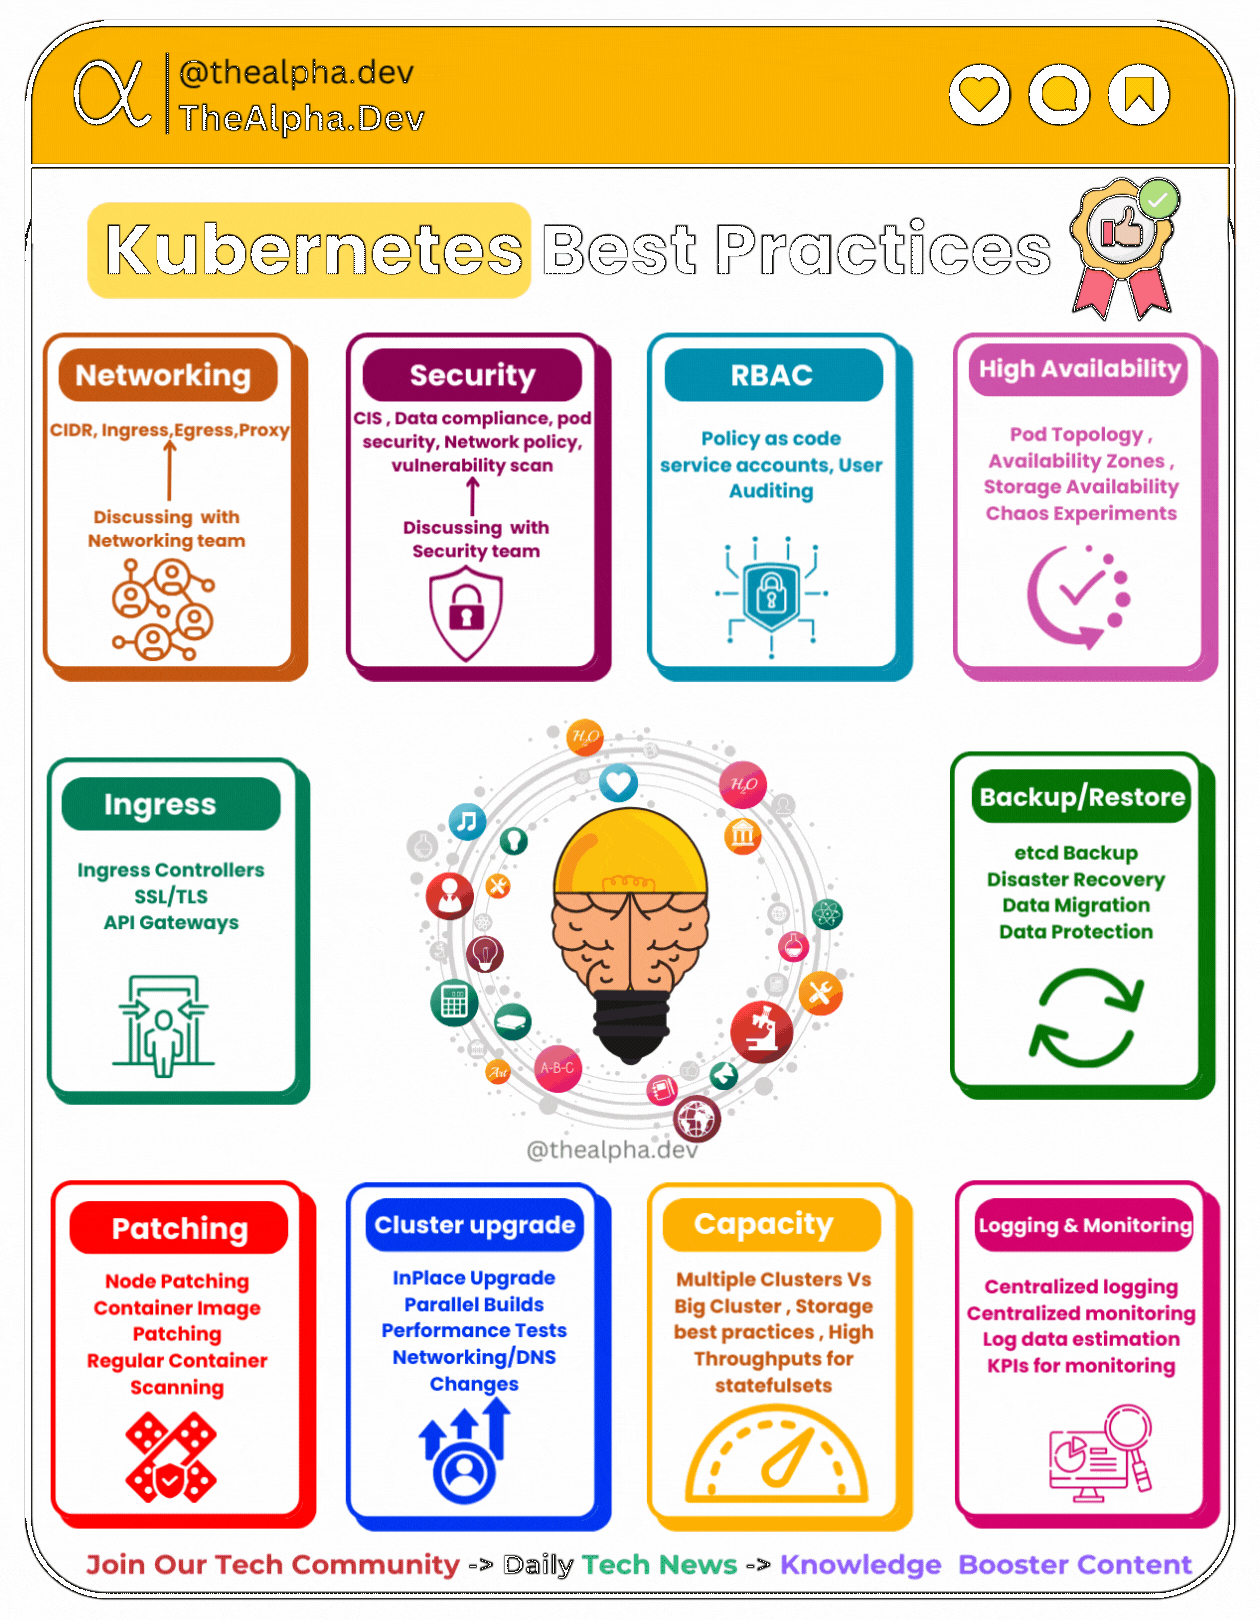 @thealpha.dev
TheAlpha.Dev
Kubernetes Best Practices
Networking
CIDR, Ingress,Egress,Proxy
Discussing with
Networking team
Security
CIS , Data compliance, pod
security, Network policy,
vulnerability scan
Discussing with
Security team
RBAC
Policy as code
service accounts, User
Auditing
High Availability
Pod Topology ,
Availability Zones ,
Storage Availability
Chaos Experiments
Ingress
Ingress Controllers
SSL/TLS
API Gateways
H₂O
H₂O
A-B-C
Art
@thealpha.dev
Backup/Restore
etcd Backup
Disaster Recovery
Data Migration
Data Protection
Patching
Node Patching
Container Image
Patching
Regular Container
Scanning
Cluster upgrade
InPlace Upgrade
Parallel Builds
Performance Tests
Networking/DNS
Changes
Capacity
Multiple Clusters Vs
Big Cluster , Storage
best practices , High
Throughputs for
statefulsets
Logging & Monitoring
Centralized logging
Centralized monitoring
Log data estimation
KPIs for monitoring
Join Our Tech Community -> Daily Tech News -> Knowledge Booster Content